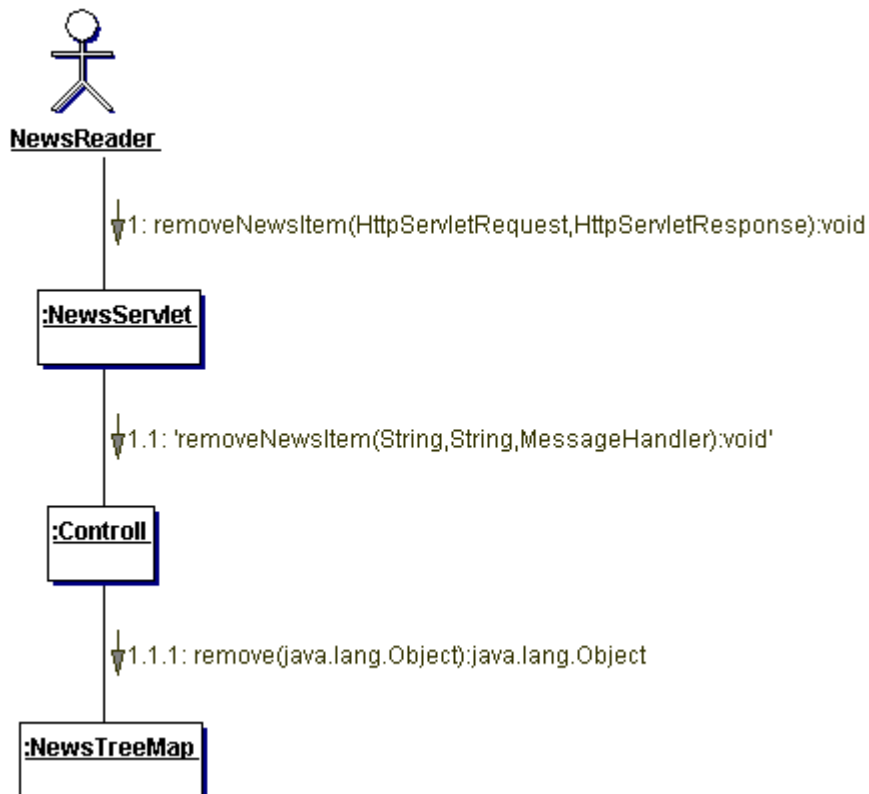 NewsReader
1: removeNewsItem(HttpServletRequest,HttpServletResponse):void
:NewsServlet
1.1: 'removeNewsItem(String,String,MessageHandler):void'
:Controll
1.1.1: remove(java.lang.Object):java.lang.Object
:NewsTreeMap